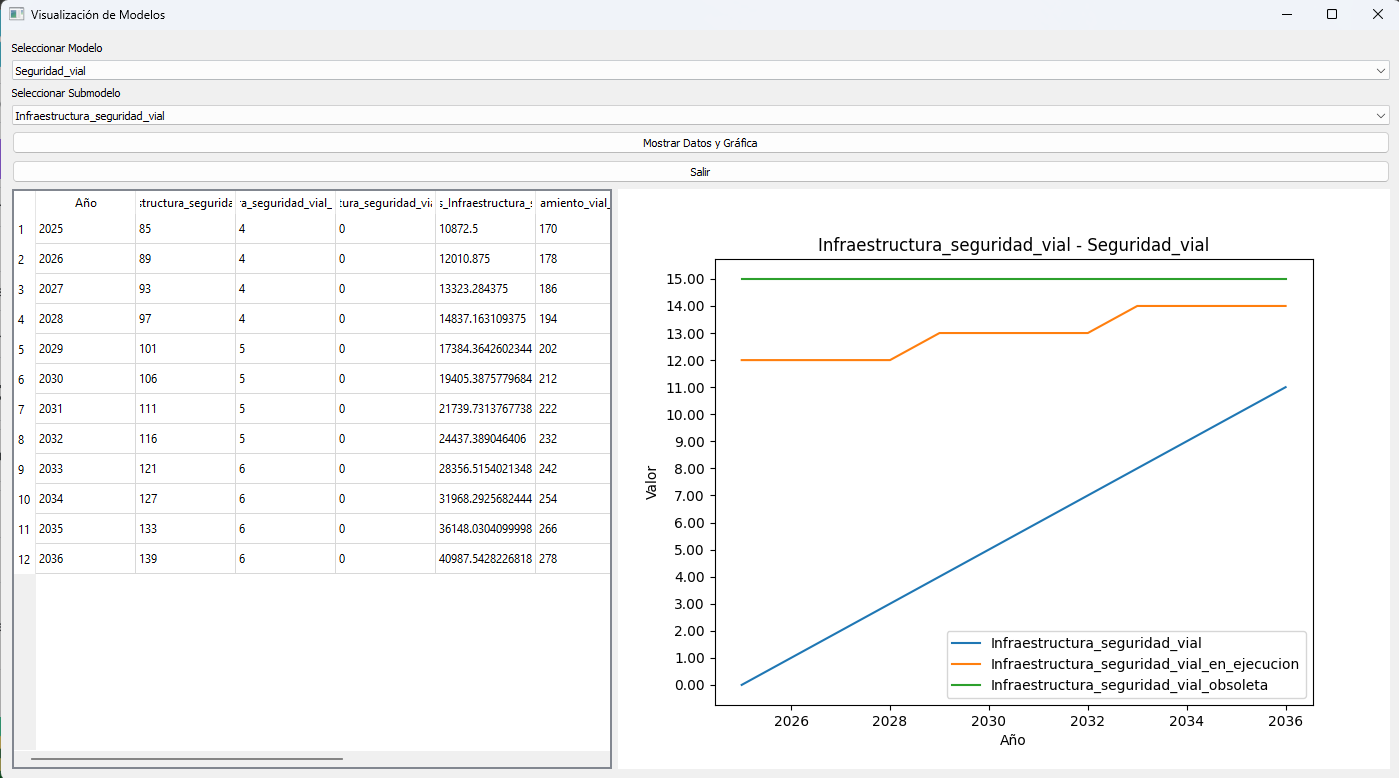 Visualización de Modelos
Seleccionar Modelo
Seguridad_vial
Seleccionar Submodelo
Infraestructura_seguridad_vial
Mostrar Datos y Gráfica
Salir
Año structura_segurida a_seguridad_vial_ tura_seguridad_via s_Infraestructura_s amiento_vial_
1 2025 85 4 0 10872.5 170
2 2026 89 4 0 12010.875 178
3 2027 93 4 0 13323.284375 186
4 2028 97 4 0 14837.163109375 194
5 2029 101 5 0 17384.3642602344 202
6 2030 106 5 0 19405.3875779684 212
7 2031 111 5 0 21739.7313767738 222
8 2032 116 5 0 24437.389046406 232
9 2033 121 6 0 28356.5154021348 242
10 2034 127 6 0 31968.2925682444 254
11 2035 133 6 0 36148.0304099998 266
12 2036 139 6 0 40987.5428226818 278
Infraestructura_seguridad_vial - Seguridad_vial
15.00
14.00
13.00
12.00
11.00
10.00
9.00
8.00
7.00
6.00
5.00
4.00
3.00
2.00
1.00
0.00
Valor
Infraestructura_seguridad_vial
Infraestructura_seguridad_vial_en_ejecucion
Infraestructura_seguridad_vial_obsoleta
2026 2028 2030 2032 2034 2036
Año